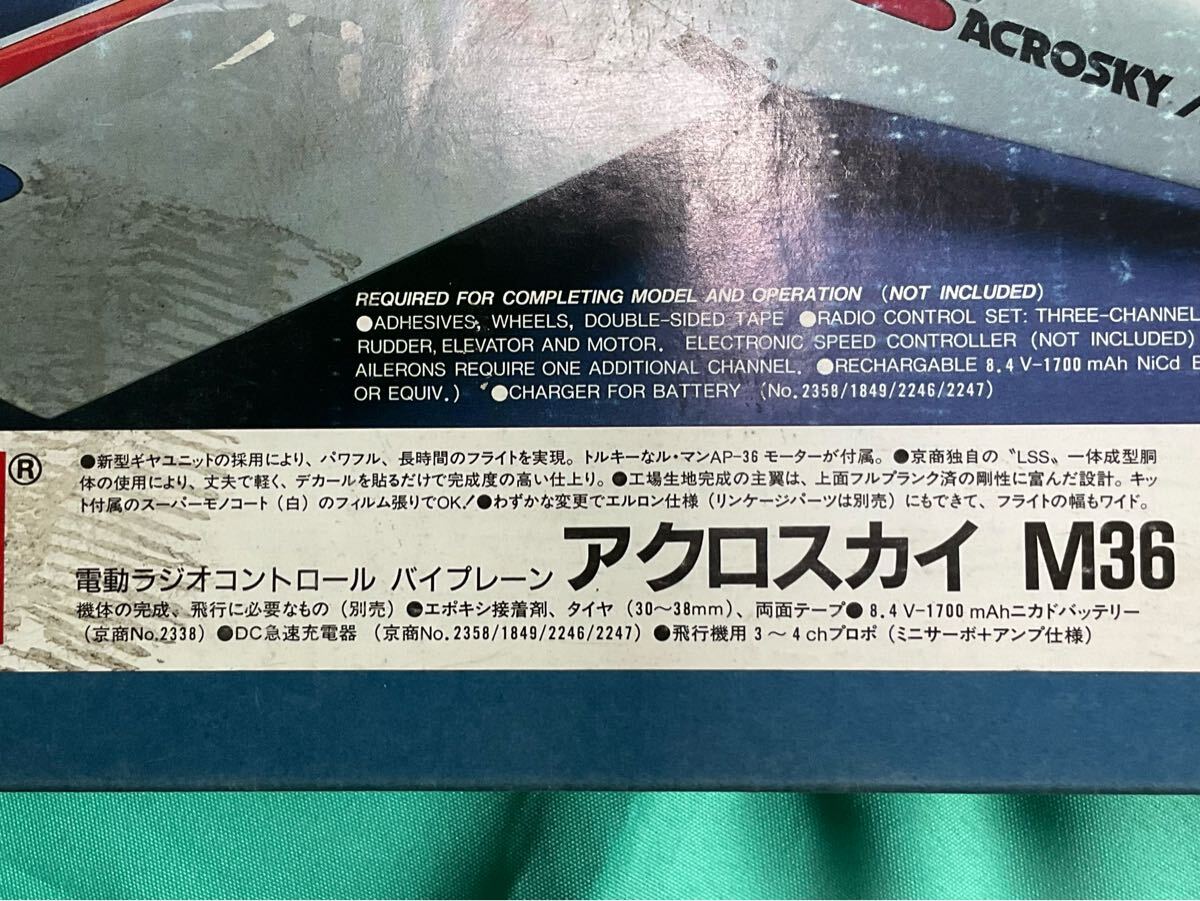 ACROSKY
REQUIRED FOR COMPLETING MODEL AND OPERATION (NOT INCLUDED)
●ADHESIVES, WHEELS, DOUBLE-SIDED TAPE ●RADIO CONTROL SET: THREE-CHANNEL
RUDDER, ELEVATOR AND MOTOR. ELECTRONIC SPEED CONTROLLER (NOT INCLUDED)
AILERONS REQUIRE ONE ADDITIONAL CHANNEL. ●RECHARGABLE 8.4 V-1700 mAh NiCd
OR EQUIV.) ●CHARGER FOR BATTERY (No.2358/1849/2246/2247)
®
●新型ギヤユニットの採用により、パワフル、長時間のフライトを実現。トルキーなル・マンAP-36 モーターが付属。●京商独自の〝LSS〟一体成型胴
体の使用により、丈夫で軽く、デカールを貼るだけで完成度の高い仕上り。●工場生地完成の主翼は、上面フルプランク済の剛性に富んだ設計。キッ
ト付属のスーパーモノコート(白)のフィルム張りでOK!●わずかな変更でエルロン仕様(リンケージパーツは別売)にもできて、フライトの幅もワイド。
電動ラジオコントロール バイプレーン アクロスカイ M36
機体の完成、飛行に必要なもの(別売)●エポキシ接着剤、タイヤ(30〜38mm)、両面テープ●8.4 V-1700 mAhニカドバッテリー
(京商No.2338)●DC急速充電器(京商No.2358/1849/2246/2247)●飛行機用3〜4chプロポ(ミニサーボ+アンプ仕様)